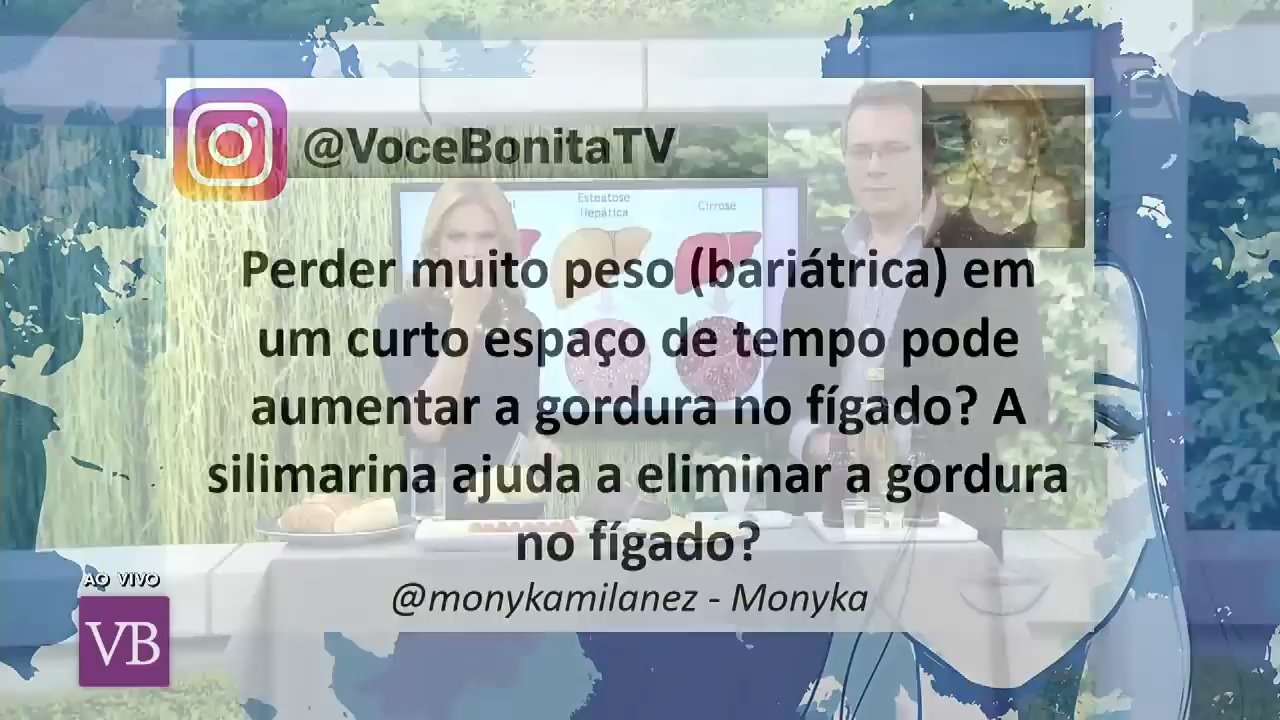 @VoceBonitaTV
Esteatose
Hepática
Cirrose
Perder muito peso (bariátrica) em
um curto espaço de tempo pode
aumentar a gordura no fígado? A
silimarina ajuda a eliminar a gordura
no fígado?
@monykamilanez - Monyka
AO VIVO
VB